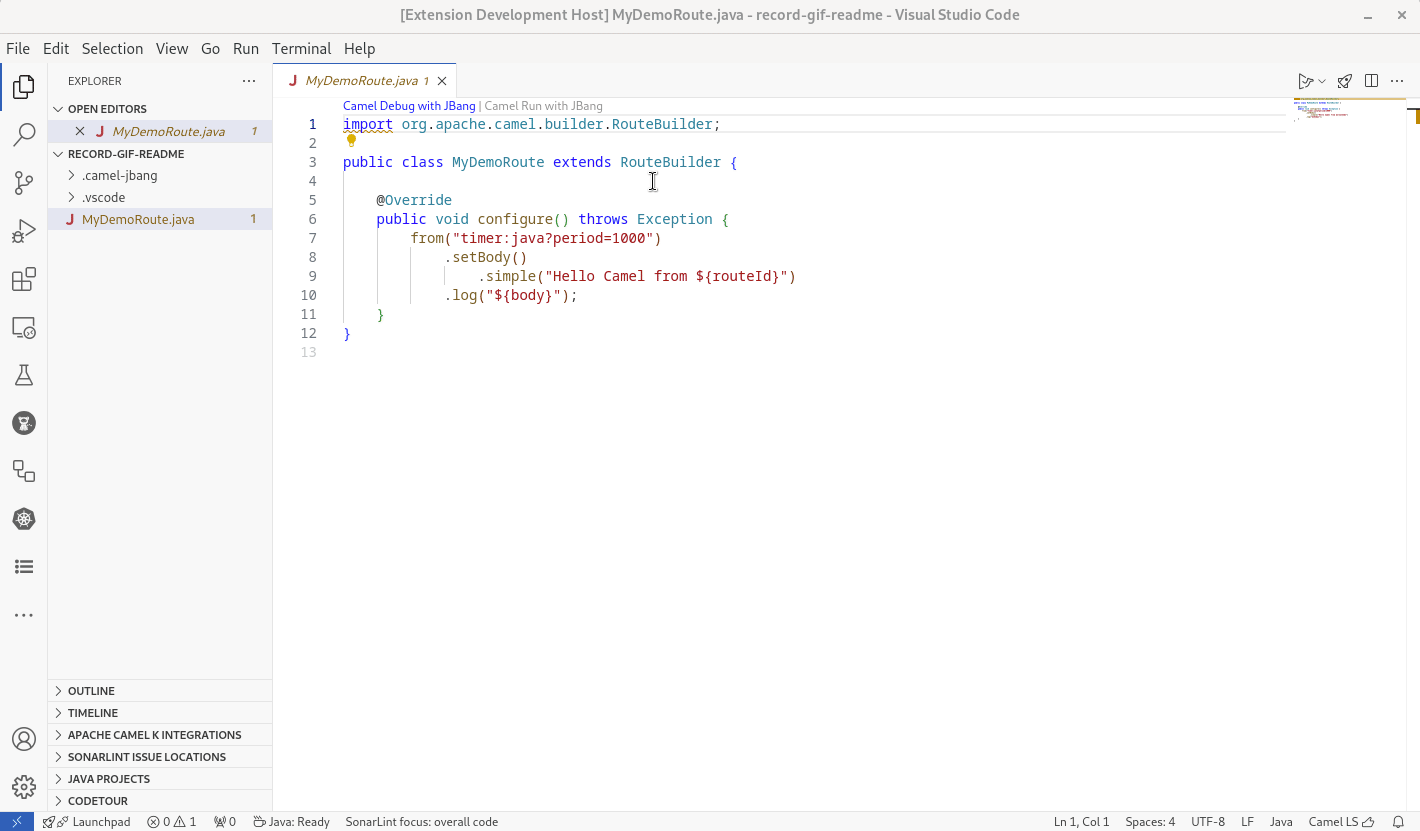 [Extension Development Host] MyDemoRoute.java - record-gif-readme - Visual Studio Code
File Edit Selection View Go Run Terminal Help
EXPLORER
OPEN EDITORS
J MyDemoRoute.java 1
RECORD-GIF-README
.camel-jbang
.vscode
J MyDemoRoute.java 1
OUTLINE
TIMELINE
APACHE CAMEL K INTEGRATIONS
SONARLINT ISSUE LOCATIONS
JAVA PROJECTS
CODETOUR
J MyDemoRoute.java 1
Camel Debug with JBang | Camel Run with JBang
1 import org.apache.camel.builder.RouteBuilder;
2
3 public class MyDemoRoute extends RouteBuilder {
4
5 @Override
6 public void configure() throws Exception {
7 from("timer:java?period=1000")
8 .setBody()
9 .simple("Hello Camel from ${routeId}")
10 .log("${body}");
11 }
12 }
13
Launchpad 0 1 0 Java: Ready SonarLint focus: overall code Ln 1, Col 1 Spaces: 4 UTF-8 LF Java Camel LS